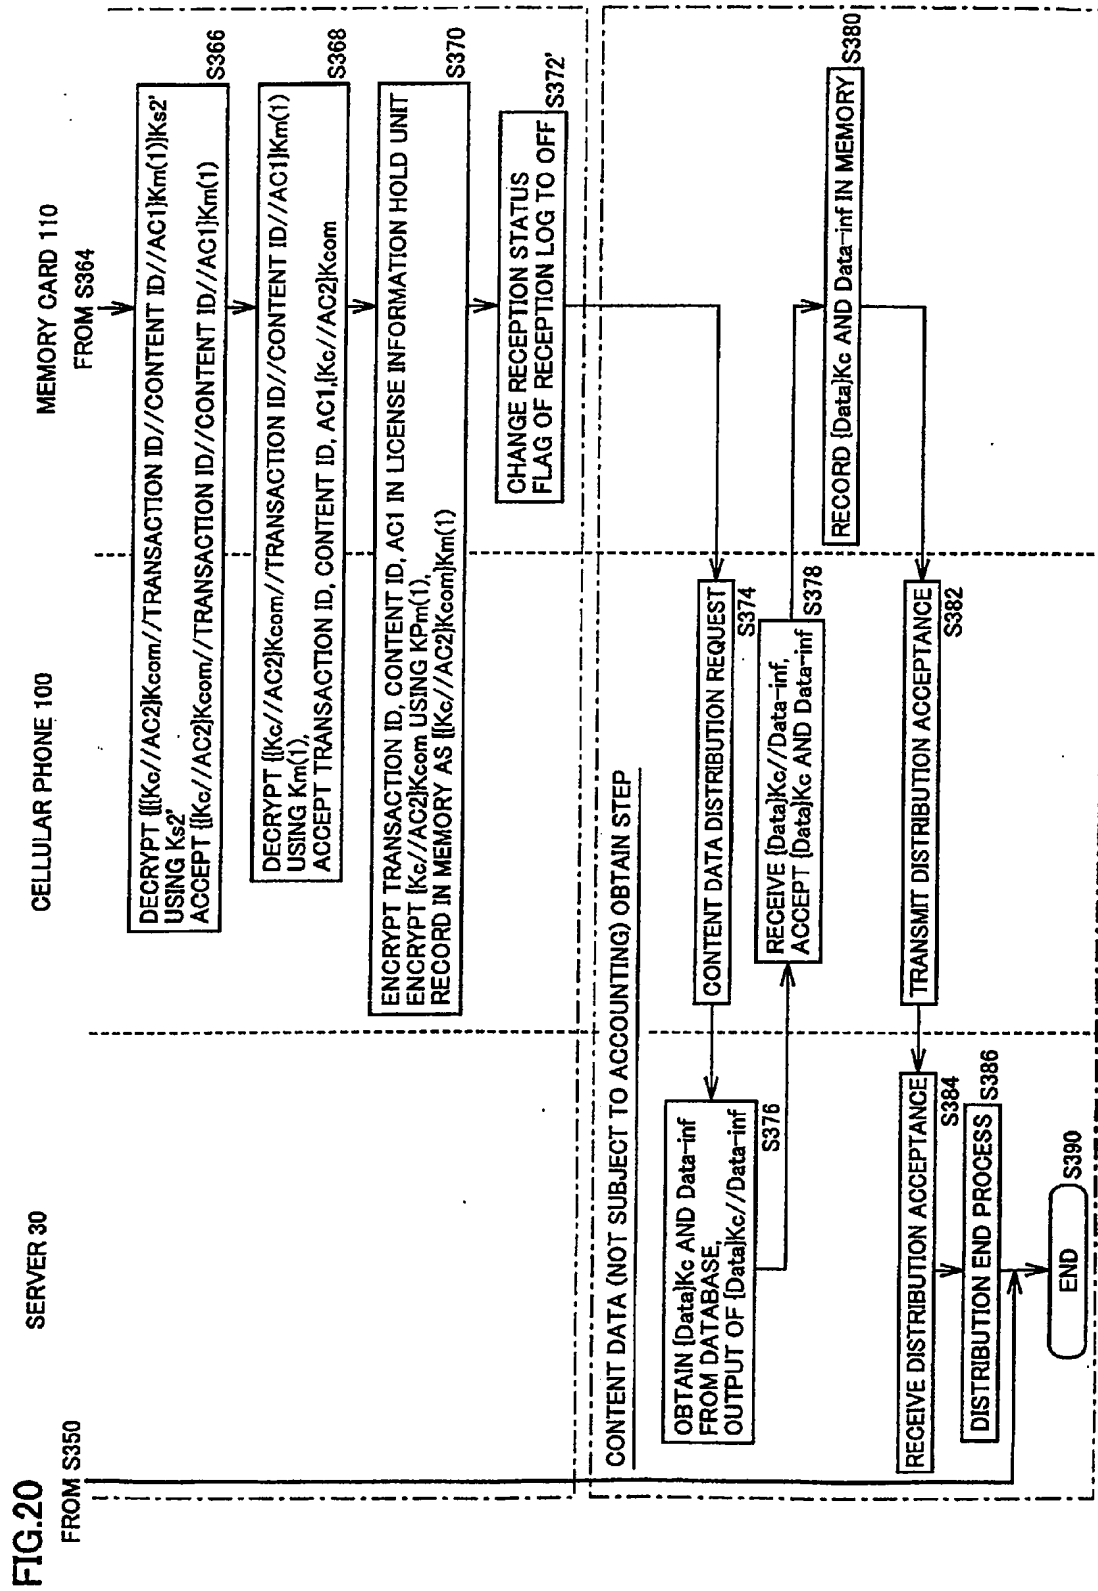 FIG.20
FROM S350
SERVER 30
CELLULAR PHONE 100
MEMORY CARD 110
FROM S364
DECRYPT {{{Kc//AC2}Kcom//TRANSACTION ID//CONTENT ID//AC1}Km(1)}Ks2'
USING Ks2'
ACCEPT {{Kc//AC2}Kcom//TRANSACTION ID//CONTENT ID//AC1}Km(1)
S366
DECRYPT {{Kc//AC2}Kcom//TRANSACTION ID//CONTENT ID//AC1}Km(1)
USING Km(1),
ACCEPT TRANSACTION ID, CONTENT ID, AC1,{Kc//AC2}Kcom
S368
ENCRYPT TRANSACTION ID, CONTENT ID, AC1 IN LICENSE INFORMATION HOLD UNIT
ENCRYPT {Kc//AC2}Kcom USING KPm(1),
RECORD IN MEMORY AS {{Kc//AC2}Kcom}Km(1)
S370
CHANGE RECEPTION STATUS
FLAG OF RECEPTION LOG TO OFF
S372'
CONTENT DATA (NOT SUBJECT TO ACCOUNTING) OBTAIN STEP
CONTENT DATA DISTRIBUTION REQUEST
S374
OBTAIN {Data}Kc AND Data-inf
FROM DATABASE,
OUTPUT OF {Data}Kc//Data-inf
S376
RECEIVE {Data}Kc//Data-inf,
ACCEPT {Data}Kc AND Data-inf
S378
RECORD {Data}Kc AND Data-inf IN MEMORY
S380
TRANSMIT DISTRIBUTION ACCEPTANCE
S382
RECEIVE DISTRIBUTION ACCEPTANCE
S384
DISTRIBUTION END PROCESS
S386
END
S390